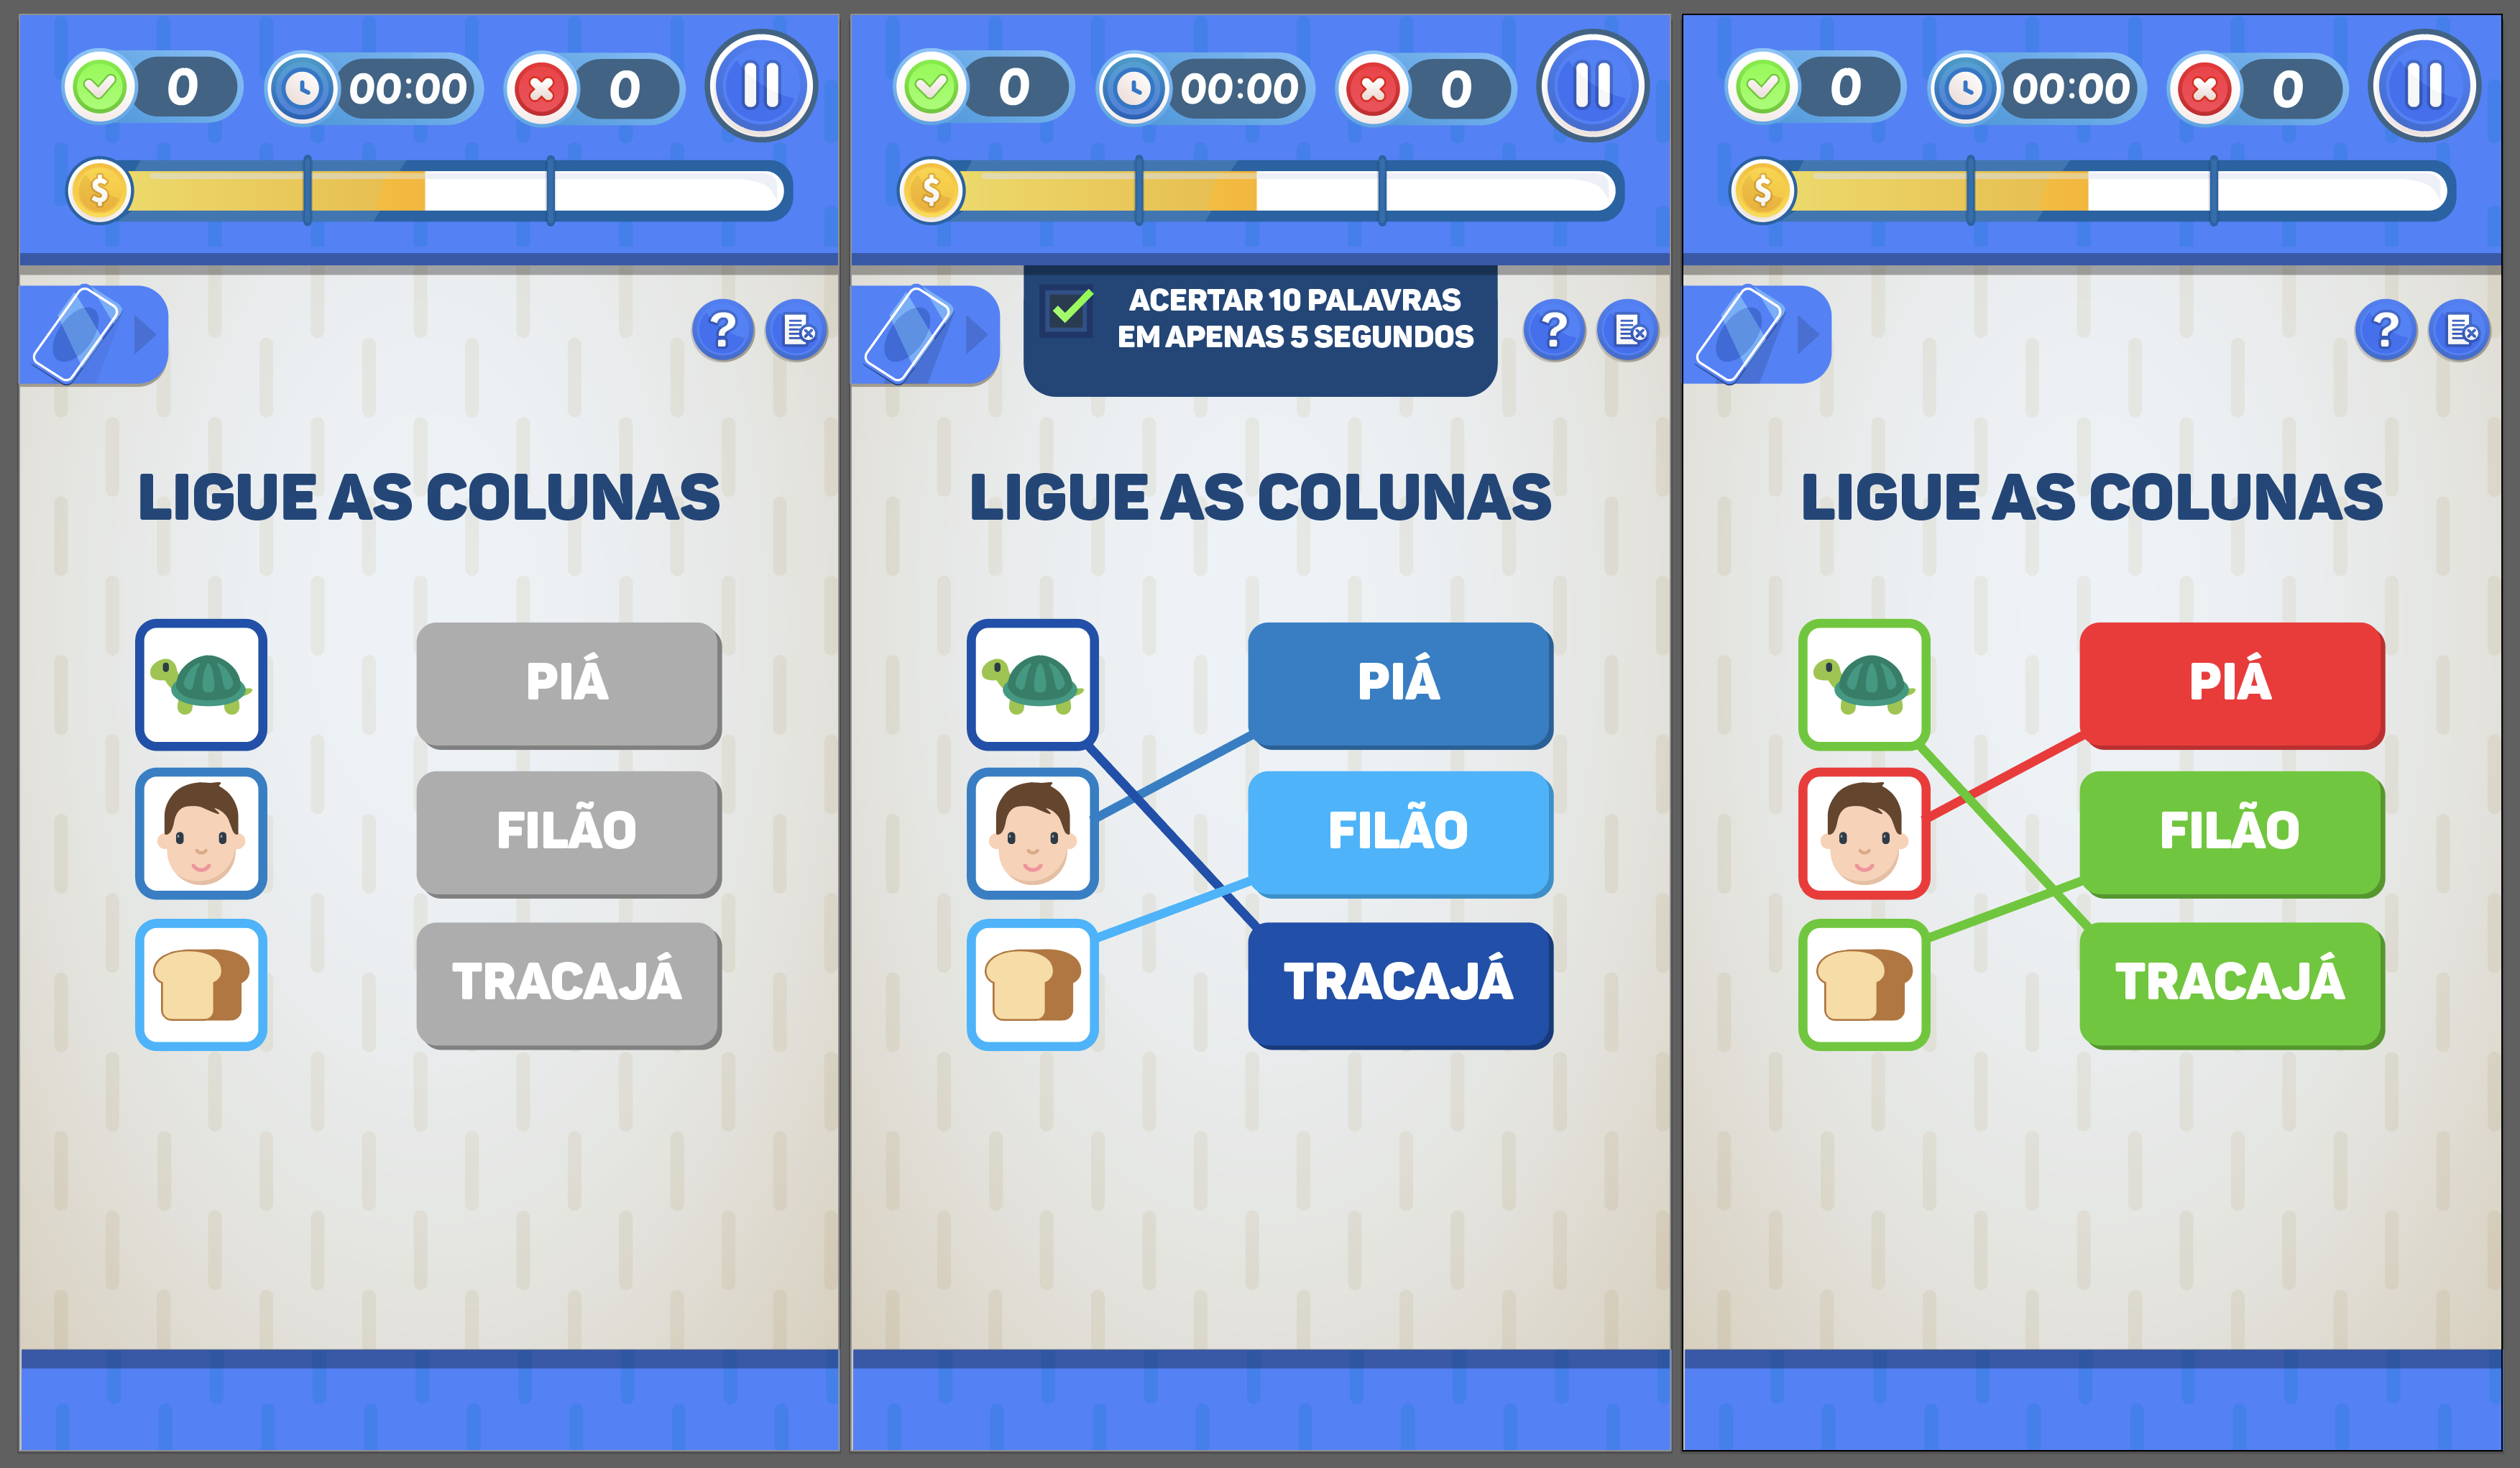 0 00:00 0
$
?
LIGUE AS COLUNAS
PIÁ
FILÃO
TRACAJÁ
0 00:00 0
$
ACERTAR 10 PALAVRAS
EM APENAS 5 SEGUNDOS
?
LIGUE AS COLUNAS
PIÁ
FILÃO
TRACAJÁ
0 00:00 0
$
?
LIGUE AS COLUNAS
PIÁ
FILÃO
TRACAJÁ